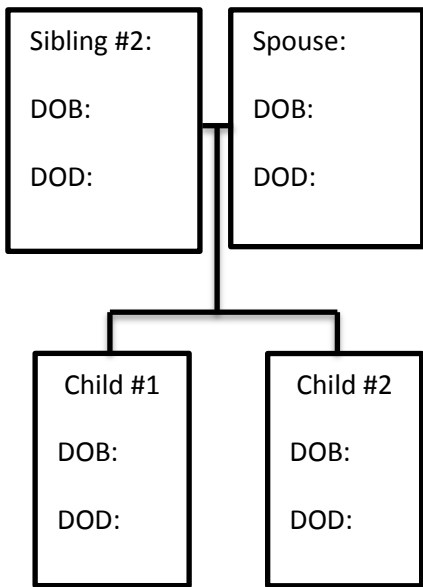 Sibling #2:
DOB:
DOD:
Spouse:
DOB:
DOD:
Child #1
DOB:
DOD:
Child #2
DOB:
DOD: